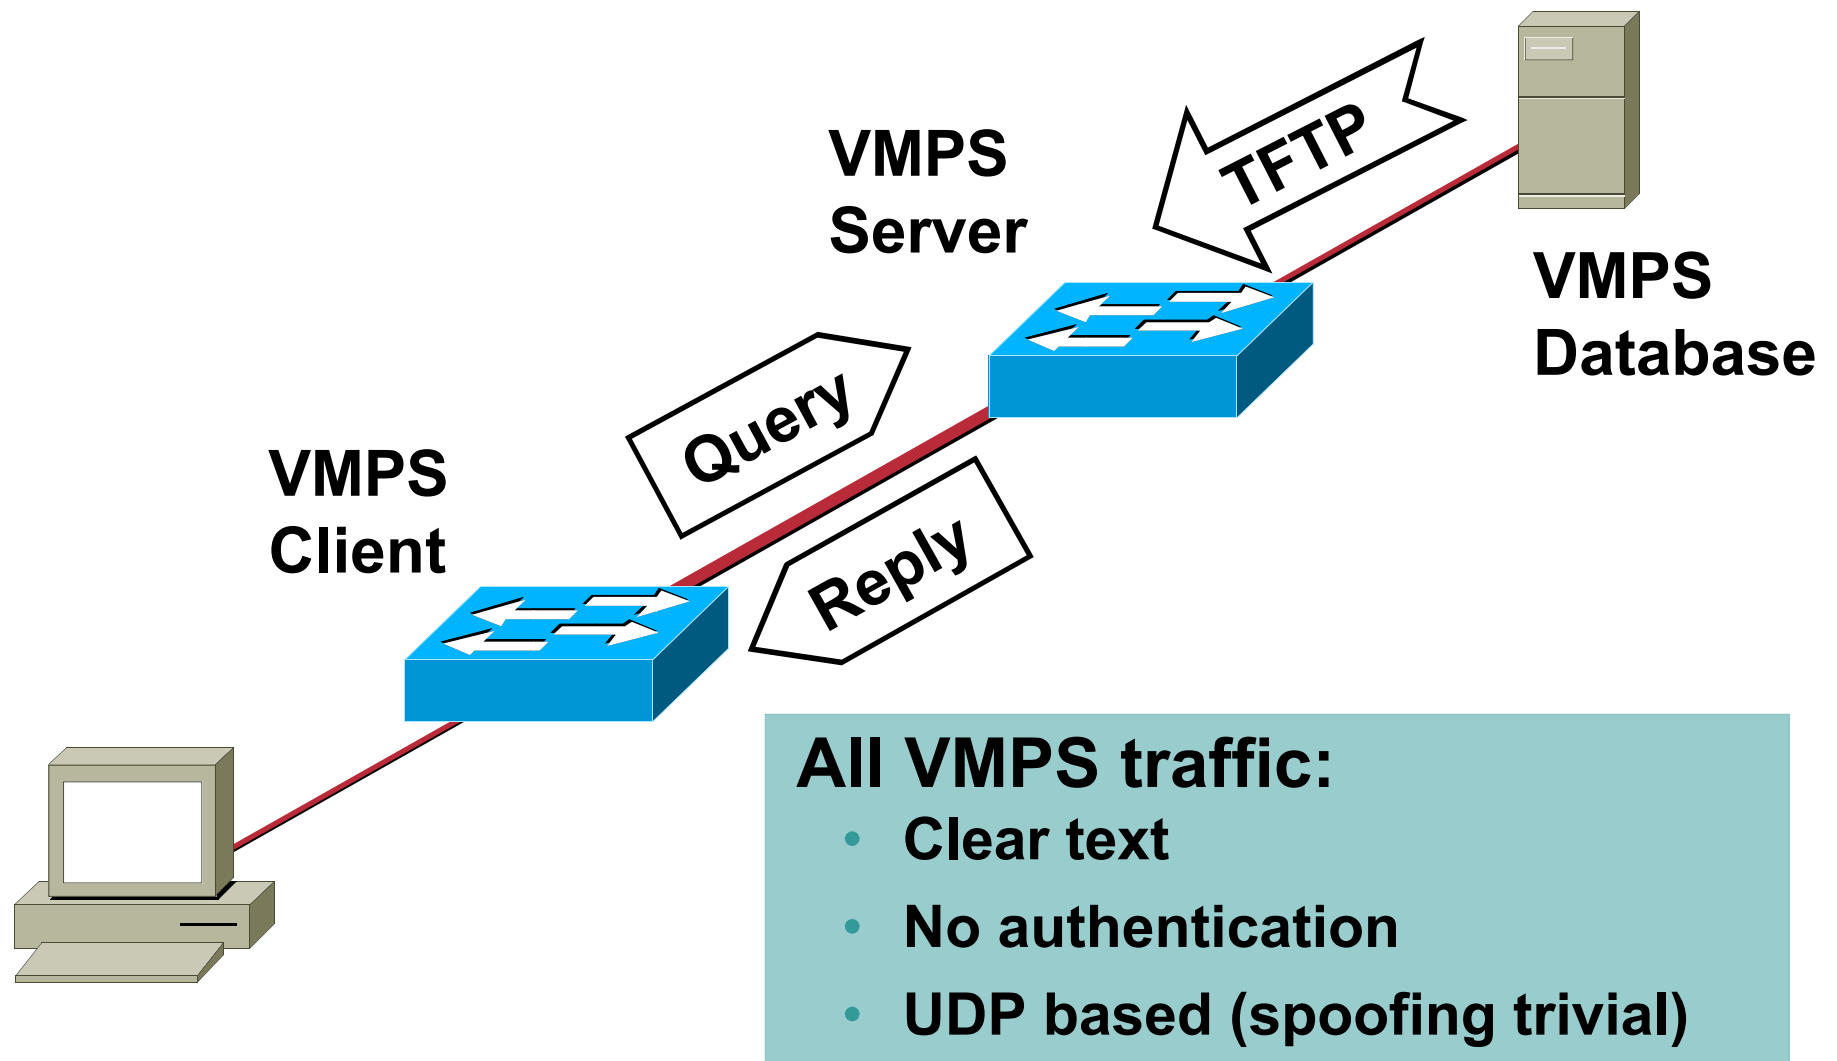 TFTP
VMPS
Server
VMPS
Database
Query
VMPS
Client
Reply
All VMPS traffic:
• Clear text
• No authentication
• UDP based (spoofing trivial)